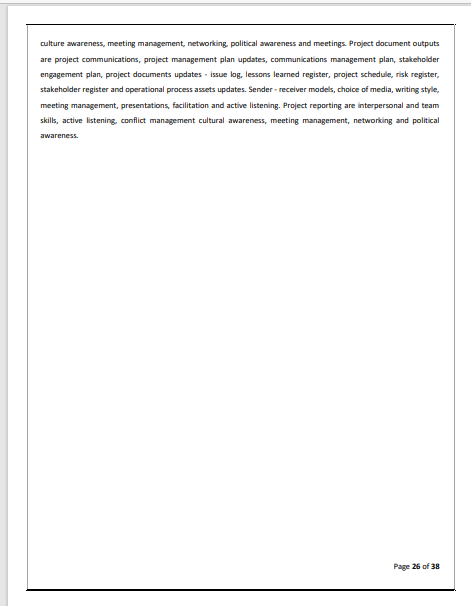 culture awareness, meeting management, networking, political awareness and meetings. Project document outputs
are project communications, project management plan updates, communications management plan, stakeholder
engagement plan, project documents updates - issue log, lessons learned register, project schedule, risk register,
stakeholder register and operational process assets updates. Sender - receiver models, choice of media, writing style,
meeting management, presentations, facilitation and active listening. Project reporting are interpersonal and team
skills, active listening, conflict management cultural awareness, meeting management, networking and political
awareness.
Page 26 of 38